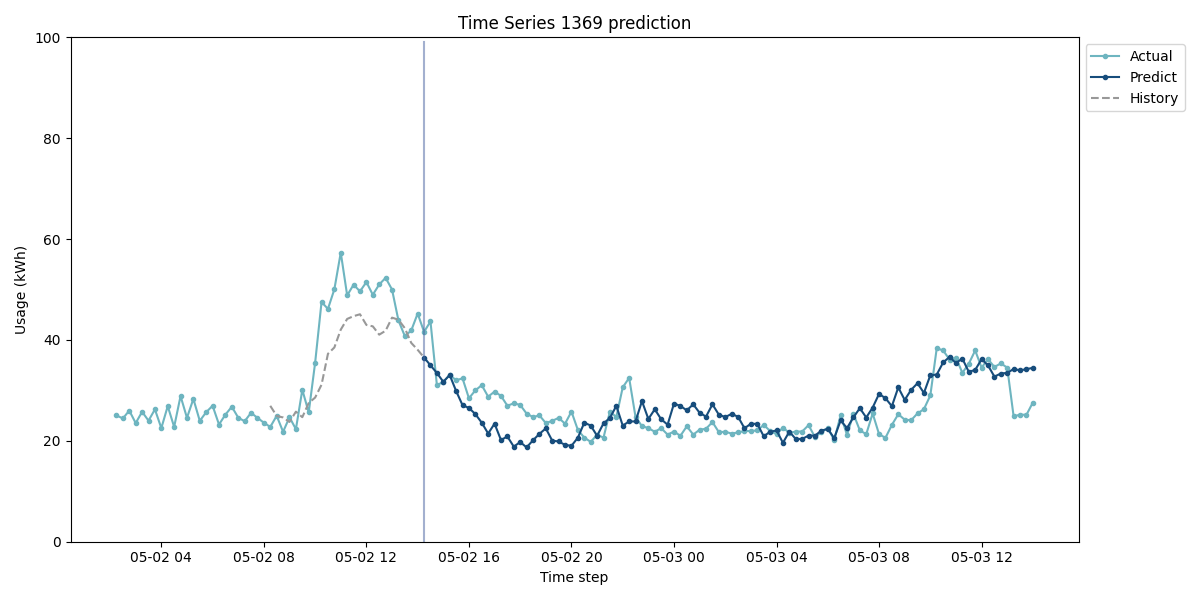 Time Series 1369 prediction
Usage (kWh)
100
80
60
40
20
0
05-02 04
05-02 08
05-02 12
05-02 16
05-02 20
05-03 00
05-03 04
05-03 08
05-03 12
Time step
Actual
Predict
History